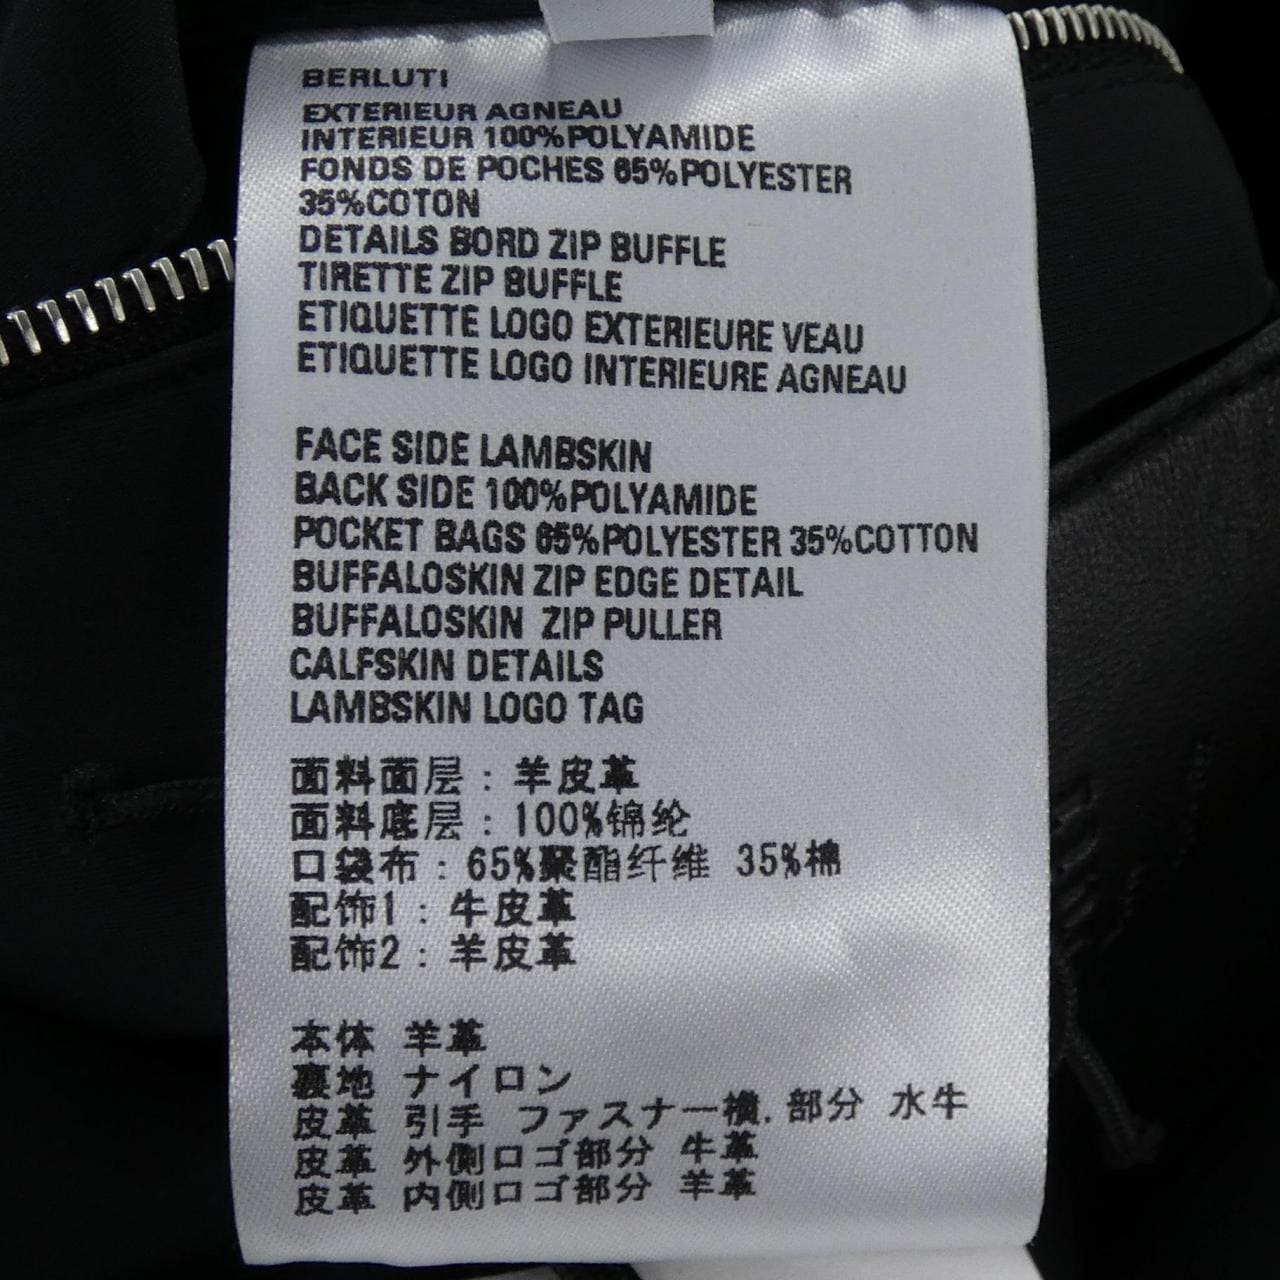 BERLUTI
EXTERIEUR AGNEAU
INTERIEUR 100%POLYAMIDE
FONDS DE POCHES 65%POLYESTER
35%COTON
DETAILS BORD ZIP BUFFLE
TIRETTE ZIP BUFFLE
ETIQUETTE LOGO EXTERIEURE VEAU
ETIQUETTE LOGO INTERIEURE AGNEAU
FACE SIDE LAMBSKIN
BACK SIDE 100%POLYAMIDE
POCKET BAGS 65%POLYESTER 35%COTTON
BUFFALOSKIN ZIP EDGE DETAIL
BUFFALOSKIN ZIP PULLER
CALFSKIN DETAILS
LAMBSKIN LOGO TAG
面料面层：羊皮革
面料底层：100%锦纶
口袋布：65%聚酯纤维 35%棉
配饰1：牛皮革
配饰2：羊皮革
本体 羊革
裏地 ナイロン
皮革 引手 ファスナー横.部分 水牛
皮革 外側ロゴ部分 牛革
皮革 内側ロゴ部分 羊革